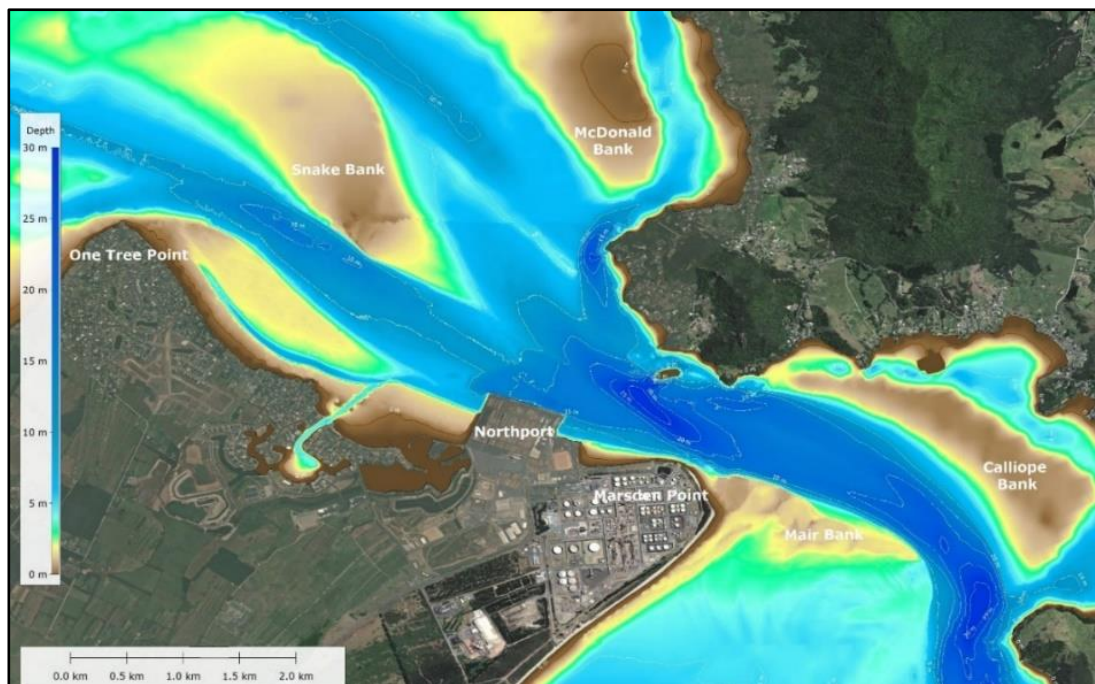 McDonald
Bank
Depth
30 m
Snake Bank
25 m
One Tree Point
20 m
15 m
10 m
Northport
5 m
Calliope
Bank
Marsden Point
Mair Bank
0 m
0.0 km 0.5 km 1.0 km 1.5 km 2.0 km